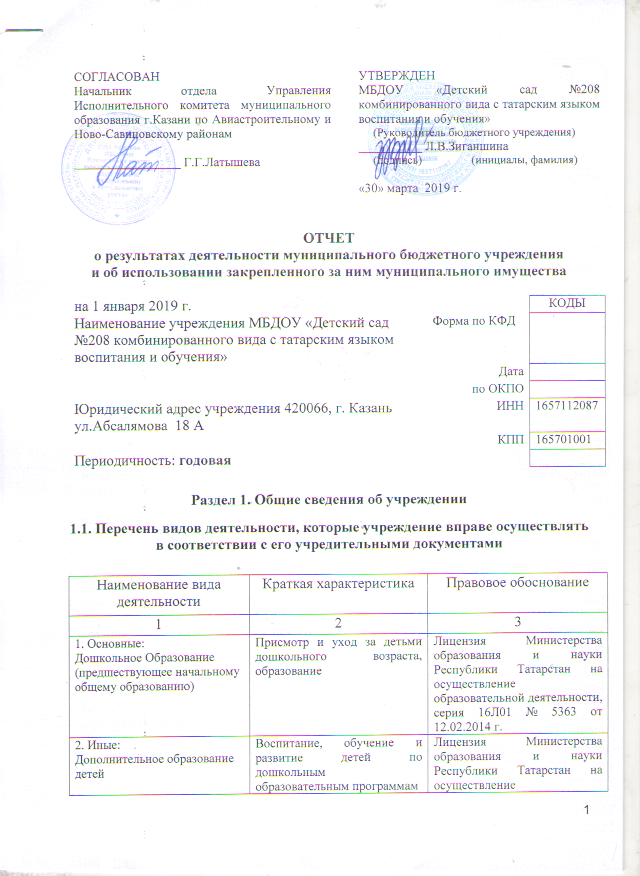 СОГЛАСОВАН
Начальник отдела Управления
Исполнительного комитета муниципального
образования г.Казани по Авиастроительному и
Ново-Савиновскому районам
Г.Г.Латышева
УТВЕРЖДЕН
МБДОУ «Детский сад №208
комбинированного вида с татарским языком
воспитания и обучения»
(Руководитель бюджетного учреждения)
Л.В.Зиганшина
(подпись) (инициалы, фамилия)
«30» марта 2019 г.
ОТЧЕТ
о результатах деятельности муниципального бюджетного учреждения
и об использовании закрепленного за ним муниципального имущества
на 1 января 2019 г.
КОДЫ
Наименование учреждения МБДОУ «Детский сад Форма по КФД
№208 комбинированного вида с татарским языком
воспитания и обучения»
Дата
по ОКПО
Юридический адрес учреждения 420066, г. Казань ИНН 1657112087
ул.Абсалямова 18 А
КПП 165701001
Периодичность: годовая
Раздел 1. Общие сведения об учреждении
1.1. Перечень видов деятельности, которые учреждение вправе осуществлять
в соответствии с его учредительными документами
Наименование вида
деятельности
Краткая характеристика
Правовое обоснование
1 2 3
1. Основные:
Дошкольное Образование
(предшествующее начальному
общему образованию)
Присмотр и уход за детьми
дошкольного возраста,
образование
Лицензия Министерства
образования и науки
Республики Татарстан на
осуществление
образовательной деятельности,
серия 16Л01 № 5363 от
12.02.2014 г.
2. Иные:
Дополнительное образование
детей
Воспитание, обучение и
развитие детей по
дошкольным
образовательным программам
Лицензия Министерства
образования и науки
Республики Татарстан на
осуществление
1